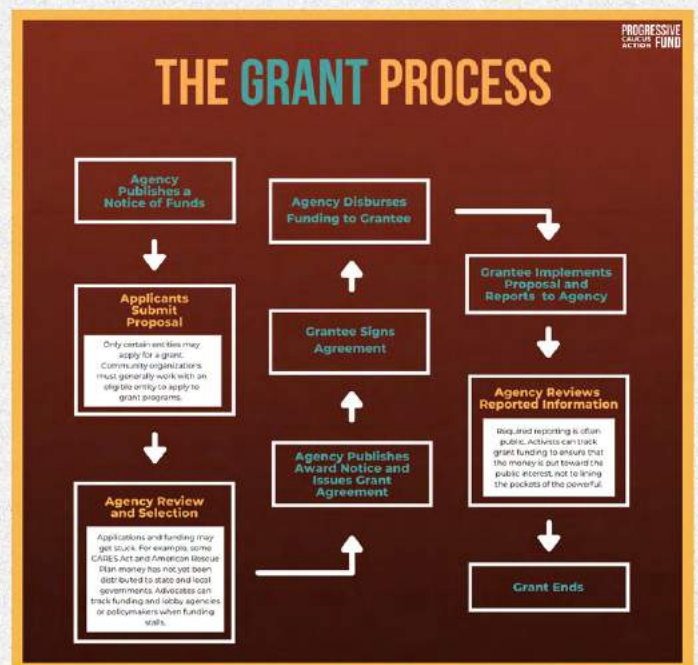 PROGRESSIVE
CAUCUS
ACTION FUND
THE GRANT PROCESS
Agency
Publishes a
Notice of Funds
Applicants
Submit
Proposal
Only certain entities may
apply for a grant.
Community organizations
must generally work with an
eligible entity to apply to
grant programs.
Agency Review
and Selection
Applications and funding may
get stuck. For example, some
CARES Act and American Rescue
Plan money has not yet been
distributed to state and local
governments. Advocates can
track funding and lobby agencies
or policymakers when funding
stalls.
Agency Publishes
Award Notice and
Issues Grant
Agreement
Grantee Signs
Agreement
Agency Disburses
Funding to Grantee
Grantee Implements
Proposal and
Reports to Agency
Agency Reviews
Reported Information
Required reporting is often
public. Activists can track
grant funding to ensure that
the money is put toward the
public interest, not to lining
the pockets of the powerful.
Grant Ends